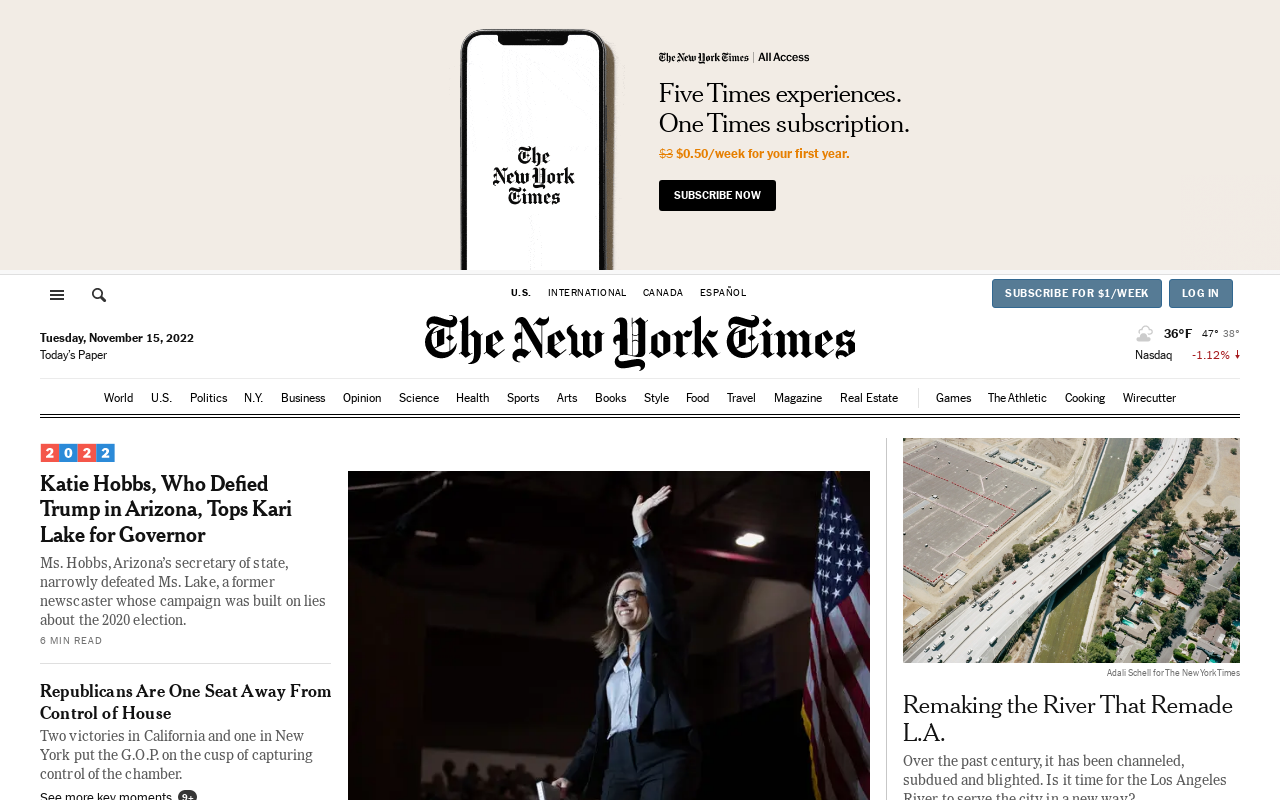 The New York Times | All Access
Five Times experiences.
One Times subscription.
$3 $0.50/week for your first year.
SUBSCRIBE NOW
The
New York
Times
U.S. INTERNATIONAL CANADA ESPAÑOL
SUBSCRIBE FOR $1/WEEK LOG IN
Tuesday, November 15, 2022
Today's Paper
The New York Times
36°F 47° 38°
Nasdaq -1.12% ↓
World U.S. Politics N.Y. Business Opinion Science Health Sports Arts Books Style Food Travel Magazine Real Estate Games The Athletic Cooking Wirecutter
2022
Katie Hobbs, Who Defied
Trump in Arizona, Tops Kari
Lake for Governor
Ms. Hobbs, Arizona's secretary of state,
narrowly defeated Ms. Lake, a former
newscaster whose campaign was built on lies
about the 2020 election.
6 MIN READ
Republicans Are One Seat Away From
Control of House
Two victories in California and one in New
York put the G.O.P. on the cusp of capturing
control of the chamber.
See more key moments 9+
Adali Schell for The New York Times
Remaking the River That Remade
L.A.
Over the past century, it has been channeled,
subdued and blighted. Is it time for the Los Angeles
River to serve the city in a new way?